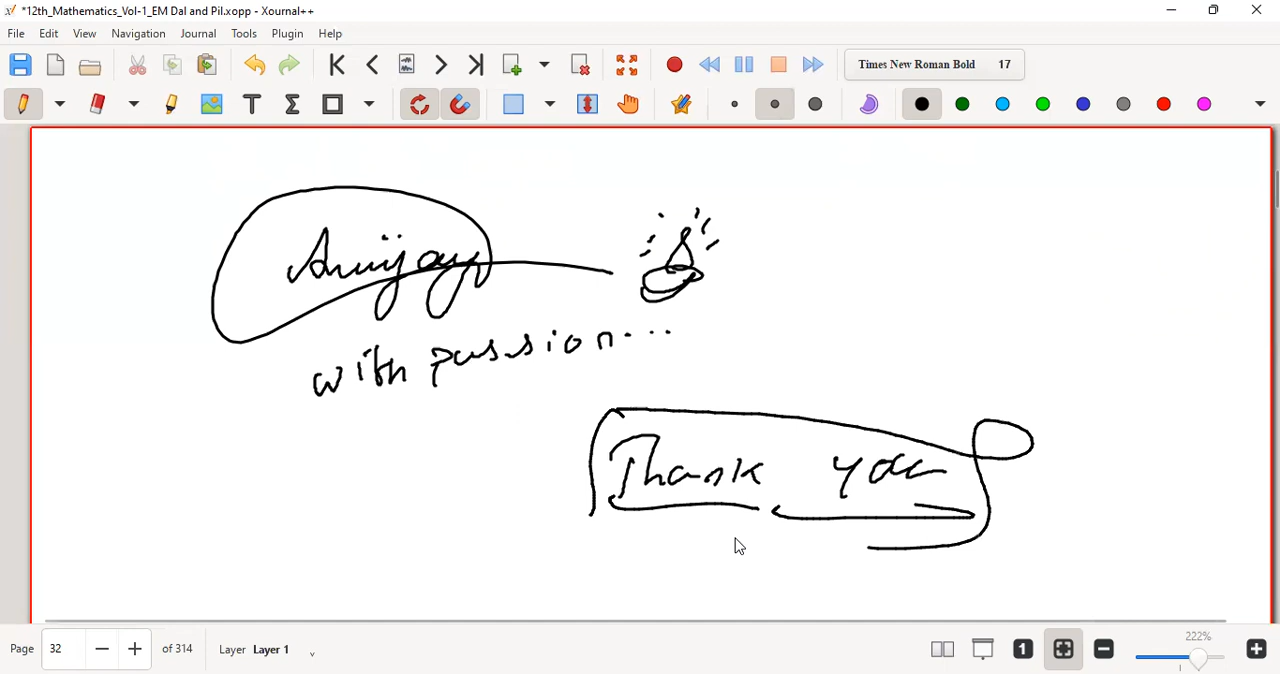 *12th_Mathematics_Vol-1_EM Dal and Pil.xopp - Xournal++
File Edit View Navigation Journal Tools Plugin Help
Times New Roman Bold 17
with passion...
Thank you
Page 32 of 314 Layer Layer 1 1 222%